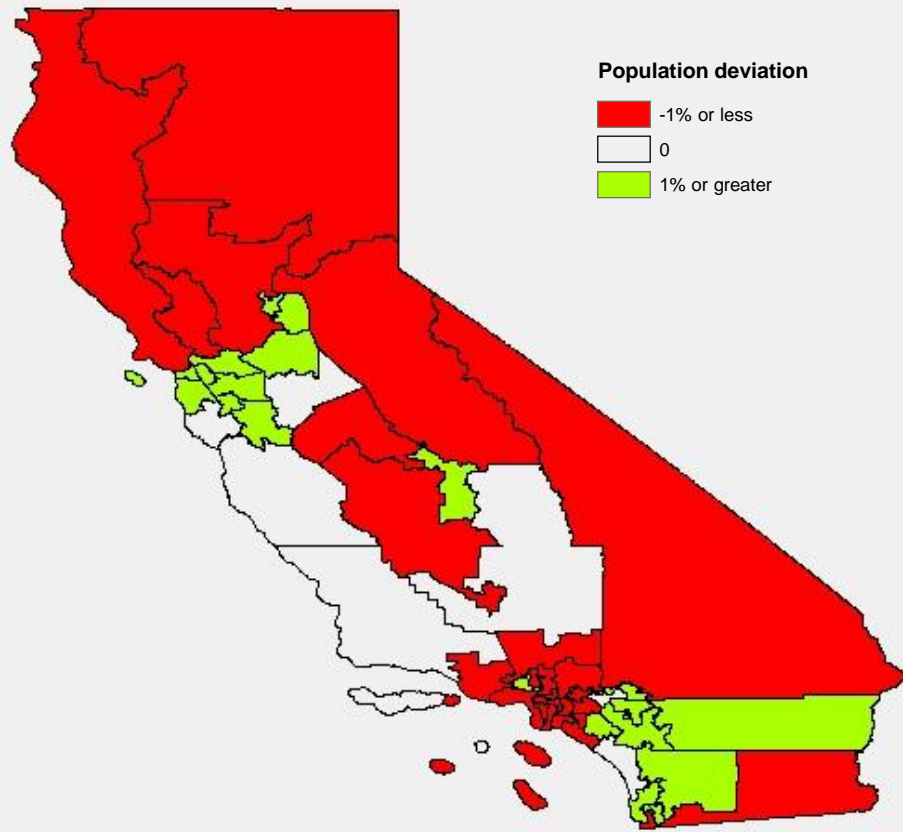 Population deviation
-1% or less
0
1% or greater